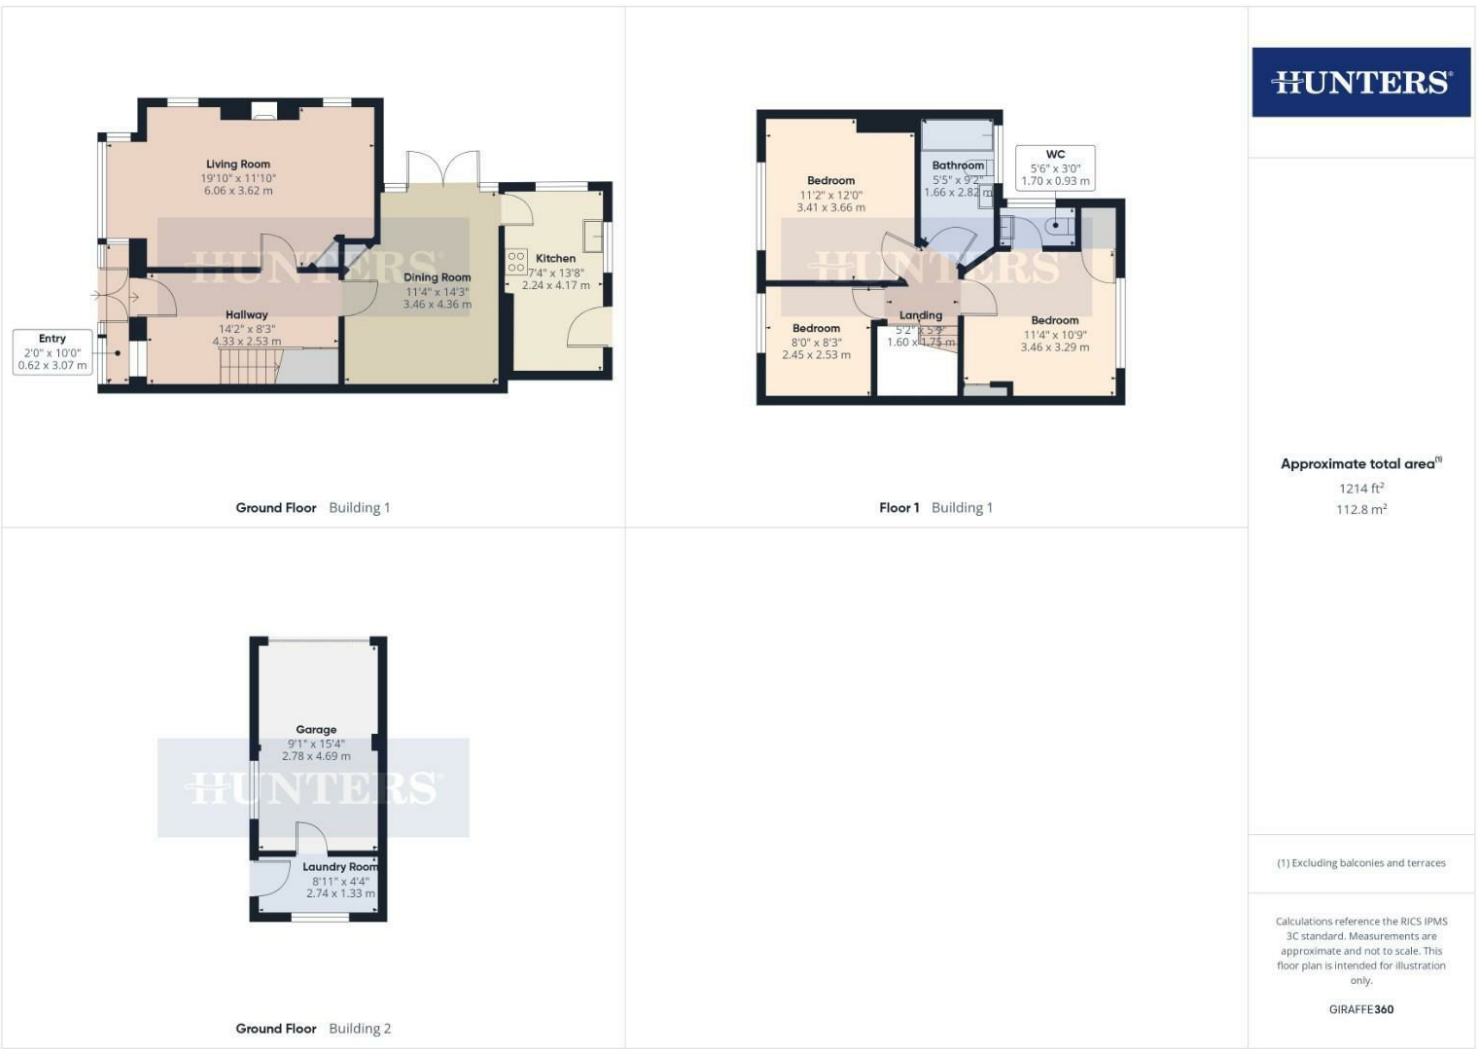 Living Room
19'10" x 11'10"
6.06 x 3.62 m
Kitchen
7'4" x 13'8"
2.24 x 4.17 m
Dining Room
11'4" x 14'3"
3.46 x 4.36 m
Hallway
14'2" x 8'3"
4.33 x 2.53 m
Entry
2'0" x 10'0"
0.62 x 3.07 m
HUNTERS
Ground Floor Building 1
Bedroom
11'2" x 12'0"
3.41 x 3.66 m
Bathroom
5'5" x 9'2"
1.66 x 2.82 m
WC
5'6" x 3'0"
1.70 x 0.93 m
Bedroom
8'0" x 8'3"
2.45 x 2.53 m
Landing
5'2" x 5'9"
1.60 x 1.75 m
Bedroom
11'4" x 10'9"
3.46 x 3.29 m
HUNTERS
Floor 1 Building 1
Garage
9'1" x 15'4"
2.78 x 4.69 m
HUNTERS
Laundry Room
8'11" x 4'4"
2.74 x 1.33 m
Ground Floor Building 2
HUNTERS®
Approximate total area(1)
1214 ft²
112.8 m²
(1) Excluding balconies and terraces
Calculations reference the RICS IPMS
3C standard. Measurements are
approximate and not to scale. This
floor plan is intended for illustration
only.
GIRAFFE360